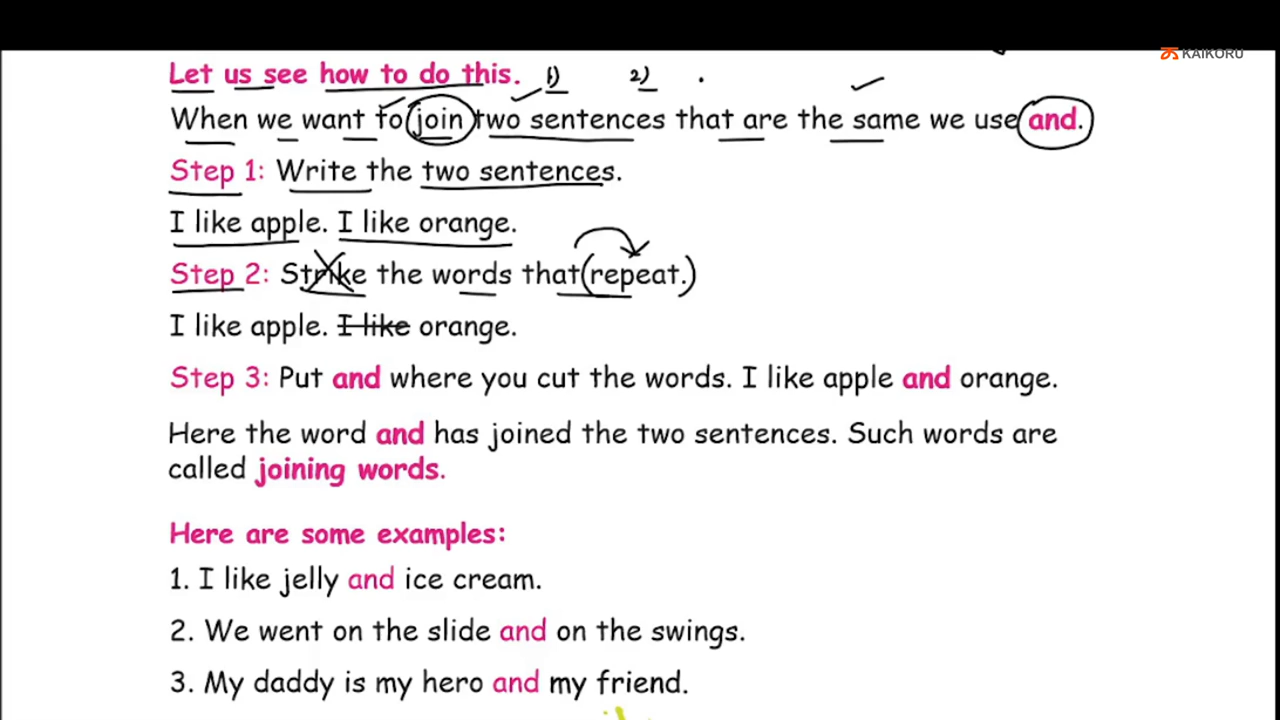 KAIKORU
Let us see how to do this. 1) 2)
When we want to join two sentences that are the same we use and.
Step 1: Write the two sentences.
I like apple. I like orange.
Step 2: Strike the words that (repeat.)
I like apple. I like orange.
Step 3: Put and where you cut the words. I like apple and orange.
Here the word and has joined the two sentences. Such words are
called joining words.
Here are some examples:
1. I like jelly and ice cream.
2. We went on the slide and on the swings.
3. My daddy is my hero and my friend.